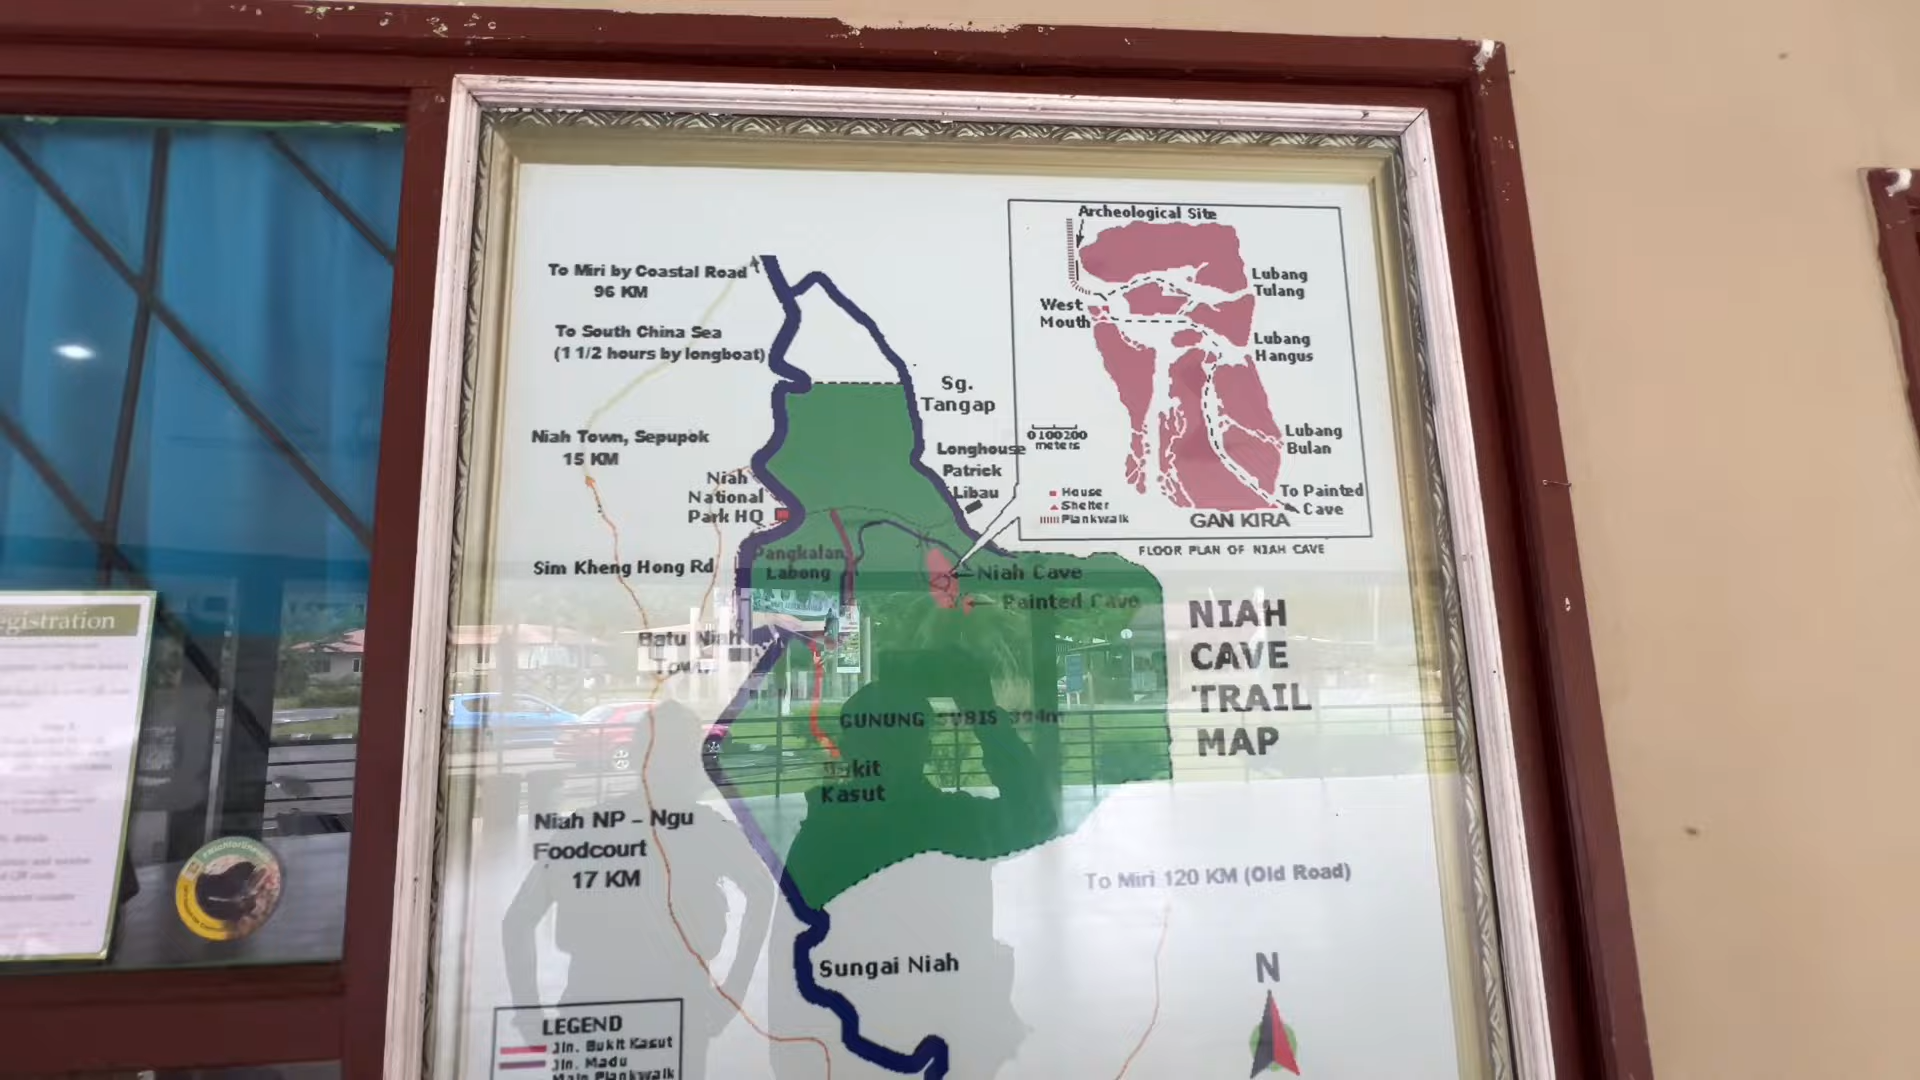 To Miri by Coastal Road
96 KM
To South China Sea
(1 1/2 hours by longboat)
Niah Town, Sepupok
15 KM
Niah
National
Park HQ
Sim Kheng Hong Rd
Pangkalan
Labong
Batu Niah
Town
Sg.
Tangap
Longhouse
Patrick
Libau
Niah Cave
Painted Cave
GUNUNG SUBIS 394m
Bukit
Kasut
Niah NP - Ngu
Foodcourt
17 KM
Sungai Niah
LEGEND
Jln. Bukit Kasut
Jln. Madu
Main Plankwalk
Archeological Site
West
Mouth
Lubang
Tulang
Lubang
Hangus
Lubang
Bulan
To Painted
Cave
0 100 200
meters
House
Shelter
Plankwalk
GAN KIRA
FLOOR PLAN OF NIAH CAVE
NIAH
CAVE
TRAIL
MAP
To Miri 120 KM (Old Road)
N
egistration